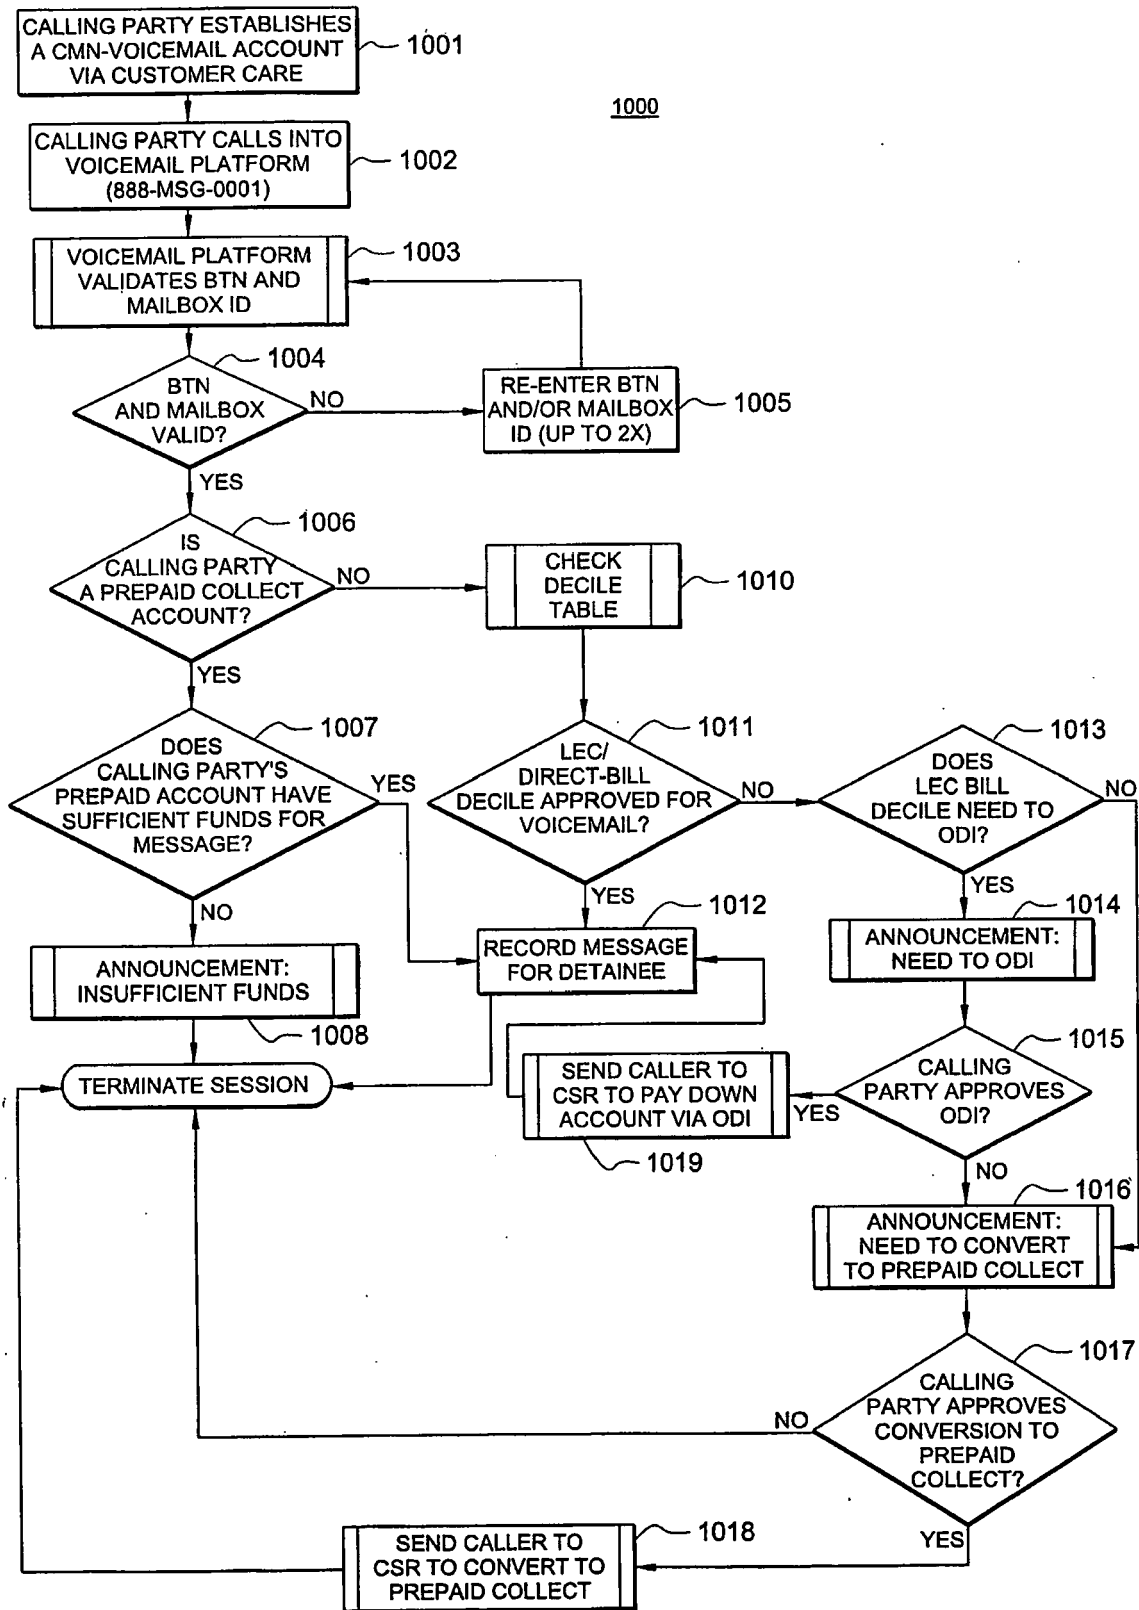 CALLING PARTY ESTABLISHES
A CMN-VOICEMAIL ACCOUNT
VIA CUSTOMER CARE
1001
1000
CALLING PARTY CALLS INTO
VOICEMAIL PLATFORM
(888-MSG-0001)
1002
VOICEMAIL PLATFORM
VALIDATES BTN AND
MAILBOX ID
1003
1004
BTN
AND MAILBOX
VALID?
NO
YES
RE-ENTER BTN
AND/OR MAILBOX
ID (UP TO 2X)
1005
1006
IS
CALLING PARTY
A PREPAID COLLECT
ACCOUNT?
NO
YES
CHECK
DECILE
TABLE
1010
1007
DOES
CALLING PARTY'S
PREPAID ACCOUNT HAVE
SUFFICIENT FUNDS FOR
MESSAGE?
YES
NO
1011
LEC/
DIRECT-BILL
DECILE APPROVED FOR
VOICEMAIL?
NO
YES
1013
DOES
LEC BILL
DECILE NEED TO
ODI?
NO
YES
1012
RECORD MESSAGE
FOR DETAINEE
1014
ANNOUNCEMENT:
NEED TO ODI
ANNOUNCEMENT:
INSUFFICIENT FUNDS
1008
TERMINATE SESSION
1015
CALLING
PARTY APPROVES
ODI?
YES
NO
SEND CALLER TO
CSR TO PAY DOWN
ACCOUNT VIA ODI
1019
1016
ANNOUNCEMENT:
NEED TO CONVERT
TO PREPAID COLLECT
1017
CALLING
PARTY APPROVES
CONVERSION TO
PREPAID
COLLECT?
NO
YES
SEND CALLER TO
CSR TO CONVERT TO
PREPAID COLLECT
1018